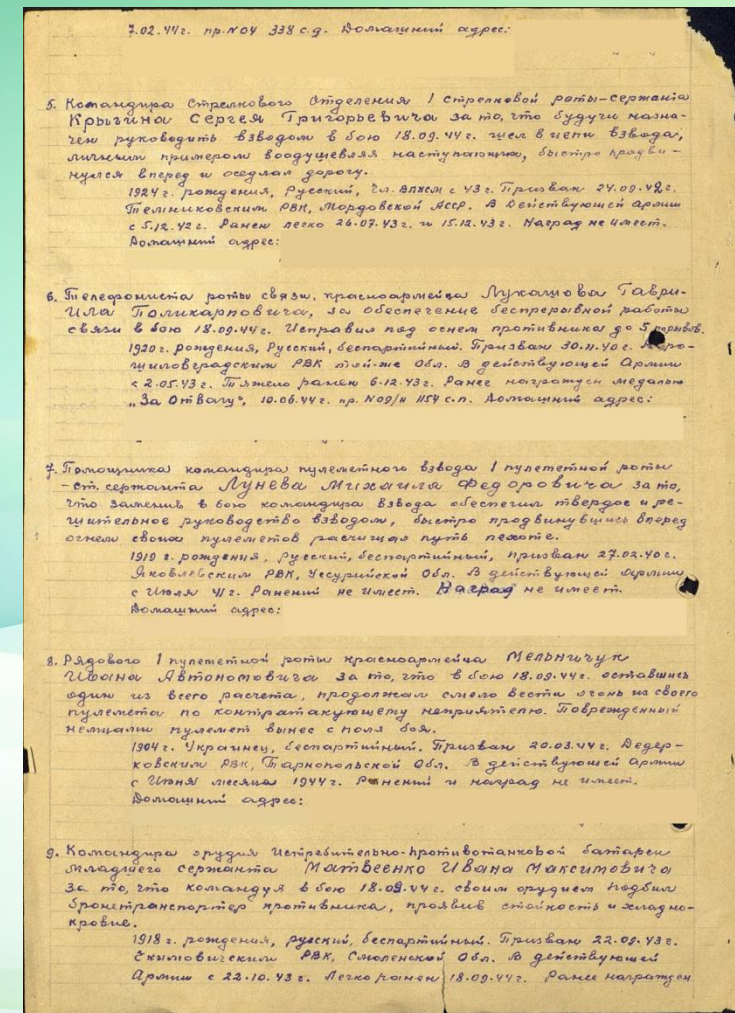 7.02.44г. пр.№04 338 с.д. Домашний адрес:
5. Командира Стрелкового Отделения 1 стрелковой роты-сержанта
Крыгина Сергея Григорьевича за то, что будучи назна-
чен руководить взводом в бою 18.09.44г. шел в цепи взвода,
личным примером воодушевляя наступающих, быстро продви-
нулся вперед и оседлал дорогу.
1924г. рождения, Русский, Чл. ВЛКСМ с 43г. Призван 24.09.42г.
Темниковским РВК, Мордовской АССР. В Действующей Армии
с 5.12.42г. Ранен легко 26.07.43г. и 15.12.43г. Наград не имеет.
Домашний адрес:
6. Телефониста роты связи, красноармейца Лукашова Гаври-
ила Поликарповича, за обеспечение беспрерывной работы
связи в бою 18.09.44г. Исправил под огнем противника до 5 порывов.
1920г. рождения, Русский, беспартийный. Призван 30.11.40г. Воро-
шиловградским РВК той-же Обл. В действующей Армии
с 2.05.43г. Тяжело ранен 6.12.43г. Ранее награжден медалью
„За Отвагу", 10.06.44г. пр. №09/н 1154 с.п. Домашний адрес:
7. Помощника командира пулеметного взвода 1 пулеметной роты
-ст. сержанта Лунева Михаила Федоровича за то,
что заменив в бою командира взвода обеспечил твердое и ре-
шительное руководство взводом, быстро продвинувшись вперед
огнем своих пулеметов расчищал путь пехоте.
1919г. рождения, Русский, беспартийный, призван 27.02.40г.
Яковлевским РВК, Уссурийской Обл. В действующей армии
с Июля 41г. Ранений не имеет. Наград не имеет.
Домашний адрес:
8. Рядового 1 пулеметной роты красноармейца Мельничук
Ивана Автономовича за то, что в бою 18.09.44г. оставшись
один из всего расчета, продолжал смело вести огонь из своего
пулемета по контратакующему неприятелю. Поврежденный
немцами пулемет вынес с поля боя.
1904г. Украинец, беспартийный. Призван 20.03.44г. Дедер-
ковским РВК, Тарнопольской Обл. В действующей Армии
с Июня месяца 1944г. Ранений и наград не имеет.
Домашний адрес:
9. Командира орудия Истребительно-противотанковой батареи
младшего сержанта Матвеенко Ивана Максимовича
за то, что командуя в бою 18.09.44г. своим орудием подбил
бронетранспортер противника, проявив стойкость и хладно-
кровие.
1918г. рождения, русский, беспартийный. Призван 22.09.43г.
Екимовичским РВК, Смоленской Обл. В действующей
Армии с 22.10.43г. Легко ранен 18.09.44г. Ранее награжден